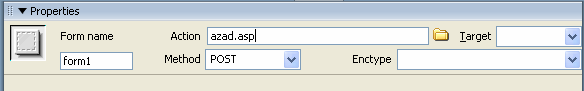 Properties
Form name Action azad.asp Target
form1 Method POST Enctype